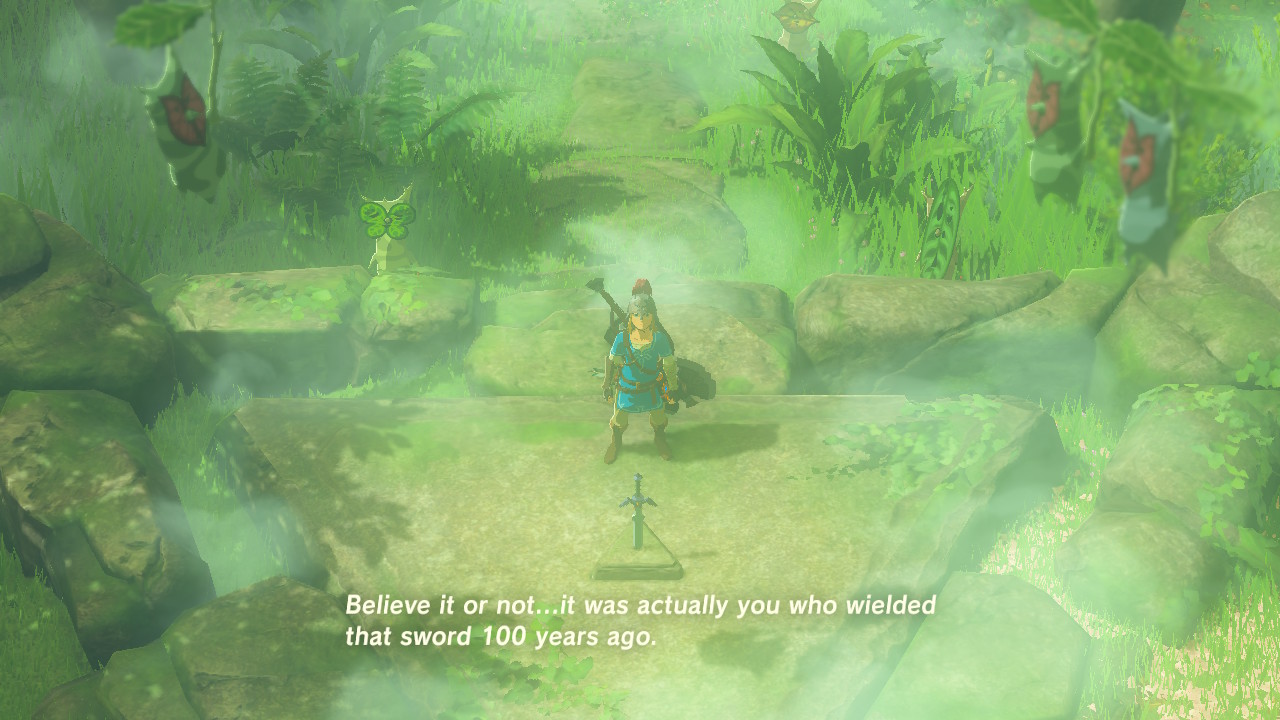 Believe it or not...it was actually you who wielded
that sword 100 years ago.